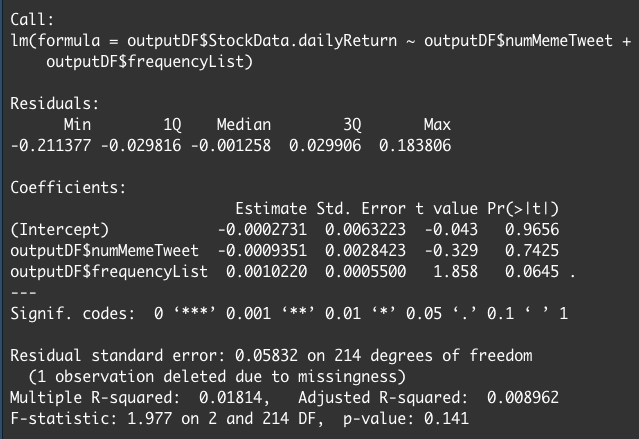 Call:
lm(formula = outputDF$StockData.dailyReturn ~ outputDF$numMemeTweet +
    outputDF$frequencyList)

Residuals:
      Min        1Q    Median        3Q       Max
-0.211377 -0.029816 -0.001258  0.029906  0.183806

Coefficients:
                         Estimate Std. Error t value Pr(>|t|)
(Intercept)            -0.0002731  0.0063223  -0.043   0.9656
outputDF$numMemeTweet  -0.0009351  0.0028423  -0.329   0.7425
outputDF$frequencyList  0.0010220  0.0005500   1.858   0.0645 .
---
Signif. codes:  0 ‘***’ 0.001 ‘**’ 0.01 ‘*’ 0.05 ‘.’ 0.1 ‘ ’ 1

Residual standard error: 0.05832 on 214 degrees of freedom
  (1 observation deleted due to missingness)
Multiple R-squared:  0.01814,	Adjusted R-squared:  0.008962
F-statistic: 1.977 on 2 and 214 DF,  p-value: 0.141